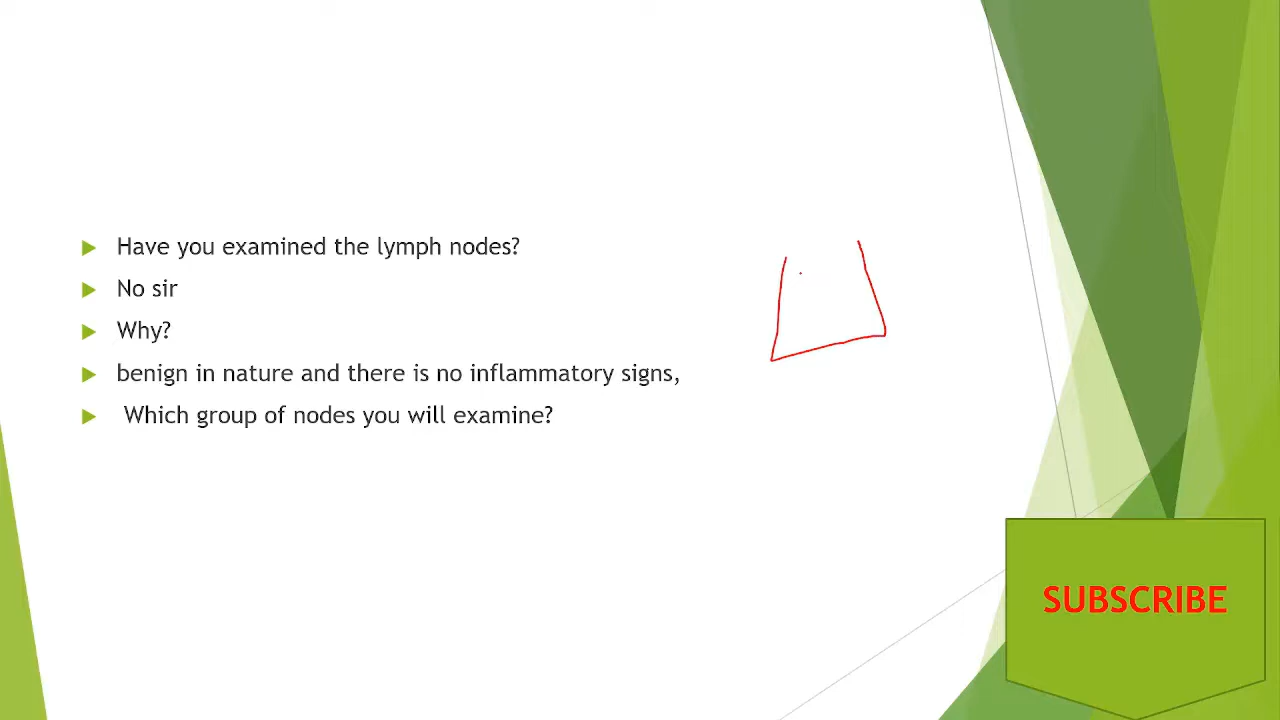 Have you examined the lymph nodes?
No sir
Why?
benign in nature and there is no inflammatory signs,
Which group of nodes you will examine?
SUBSCRIBE